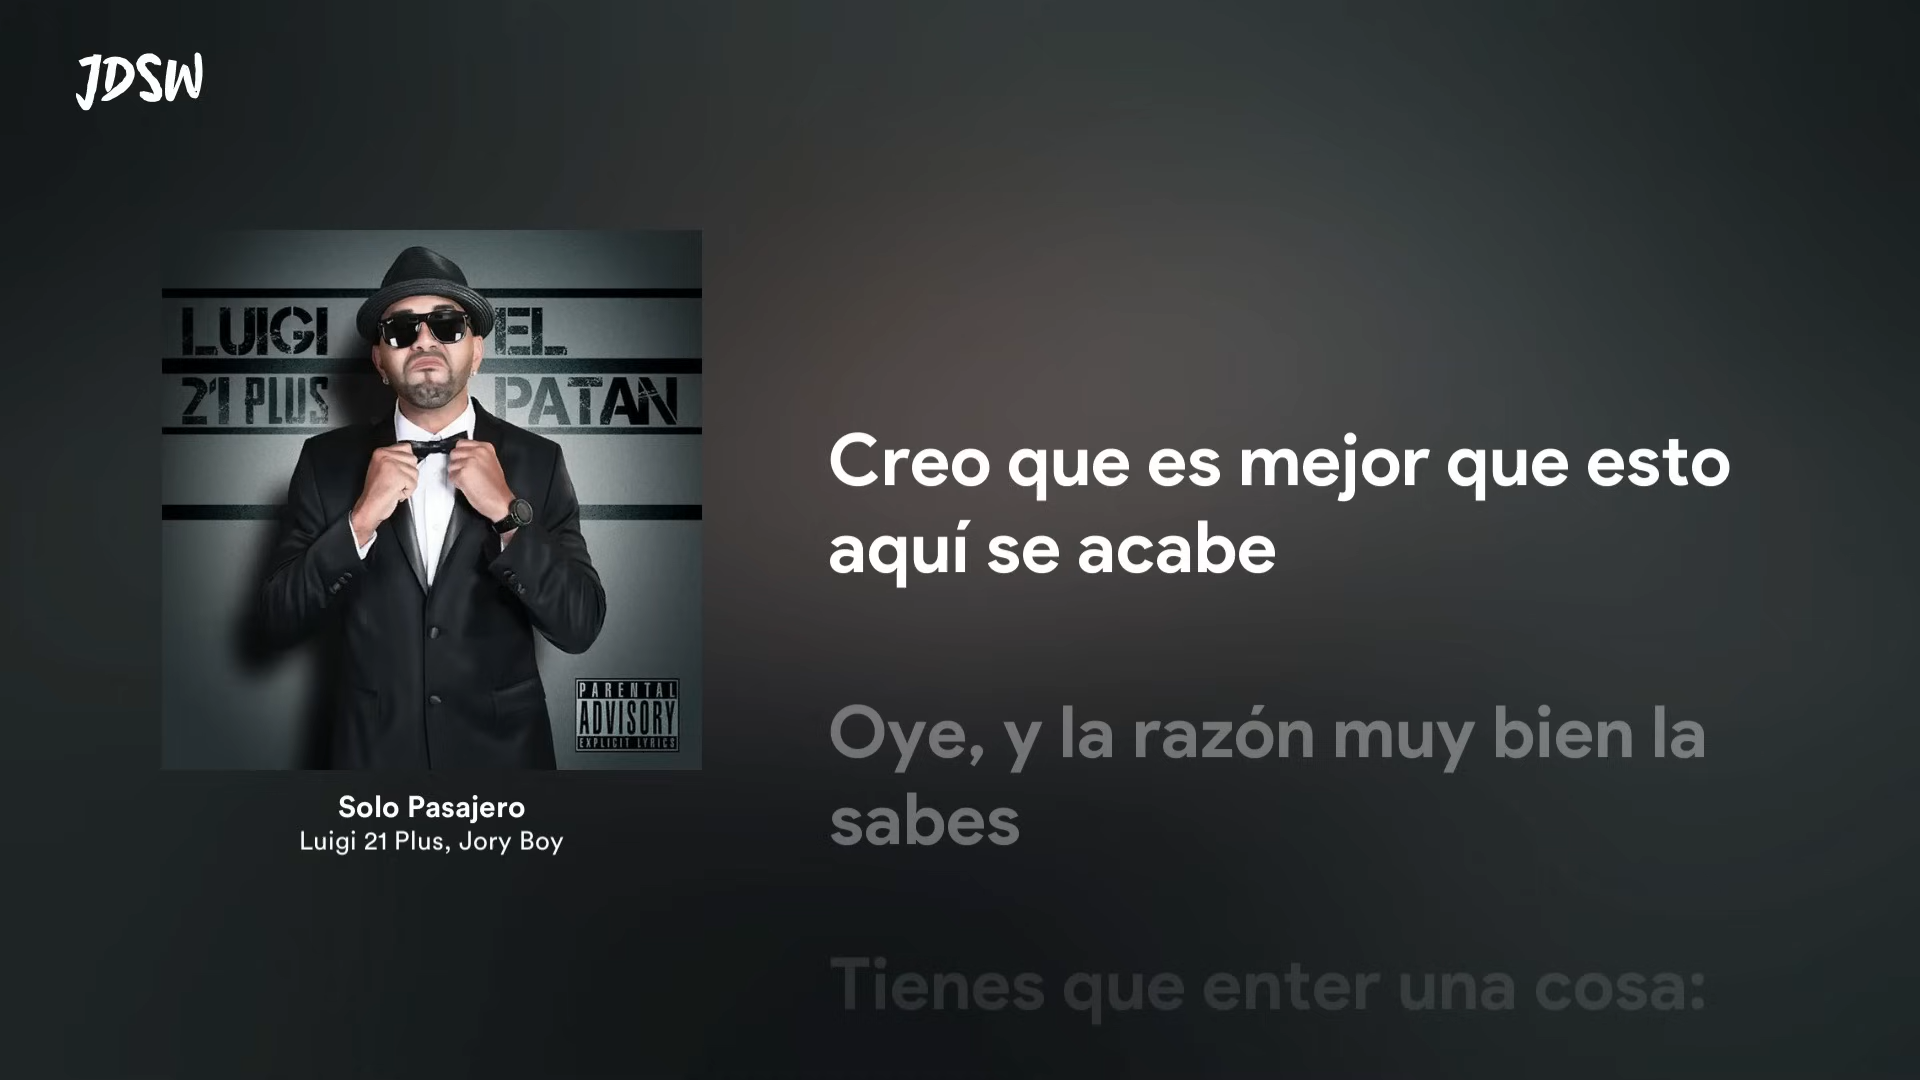 JDSW
LUIGI EL
21 PLUS PATAN
PARENTAL
ADVISORY
EXPLICIT LYRICS
Solo Pasajero
Luigi 21 Plus, Jory Boy
Creo que es mejor que esto
aquí se acabe
Oye, y la razón muy bien la
sabes
Tienes que enter una cosa: